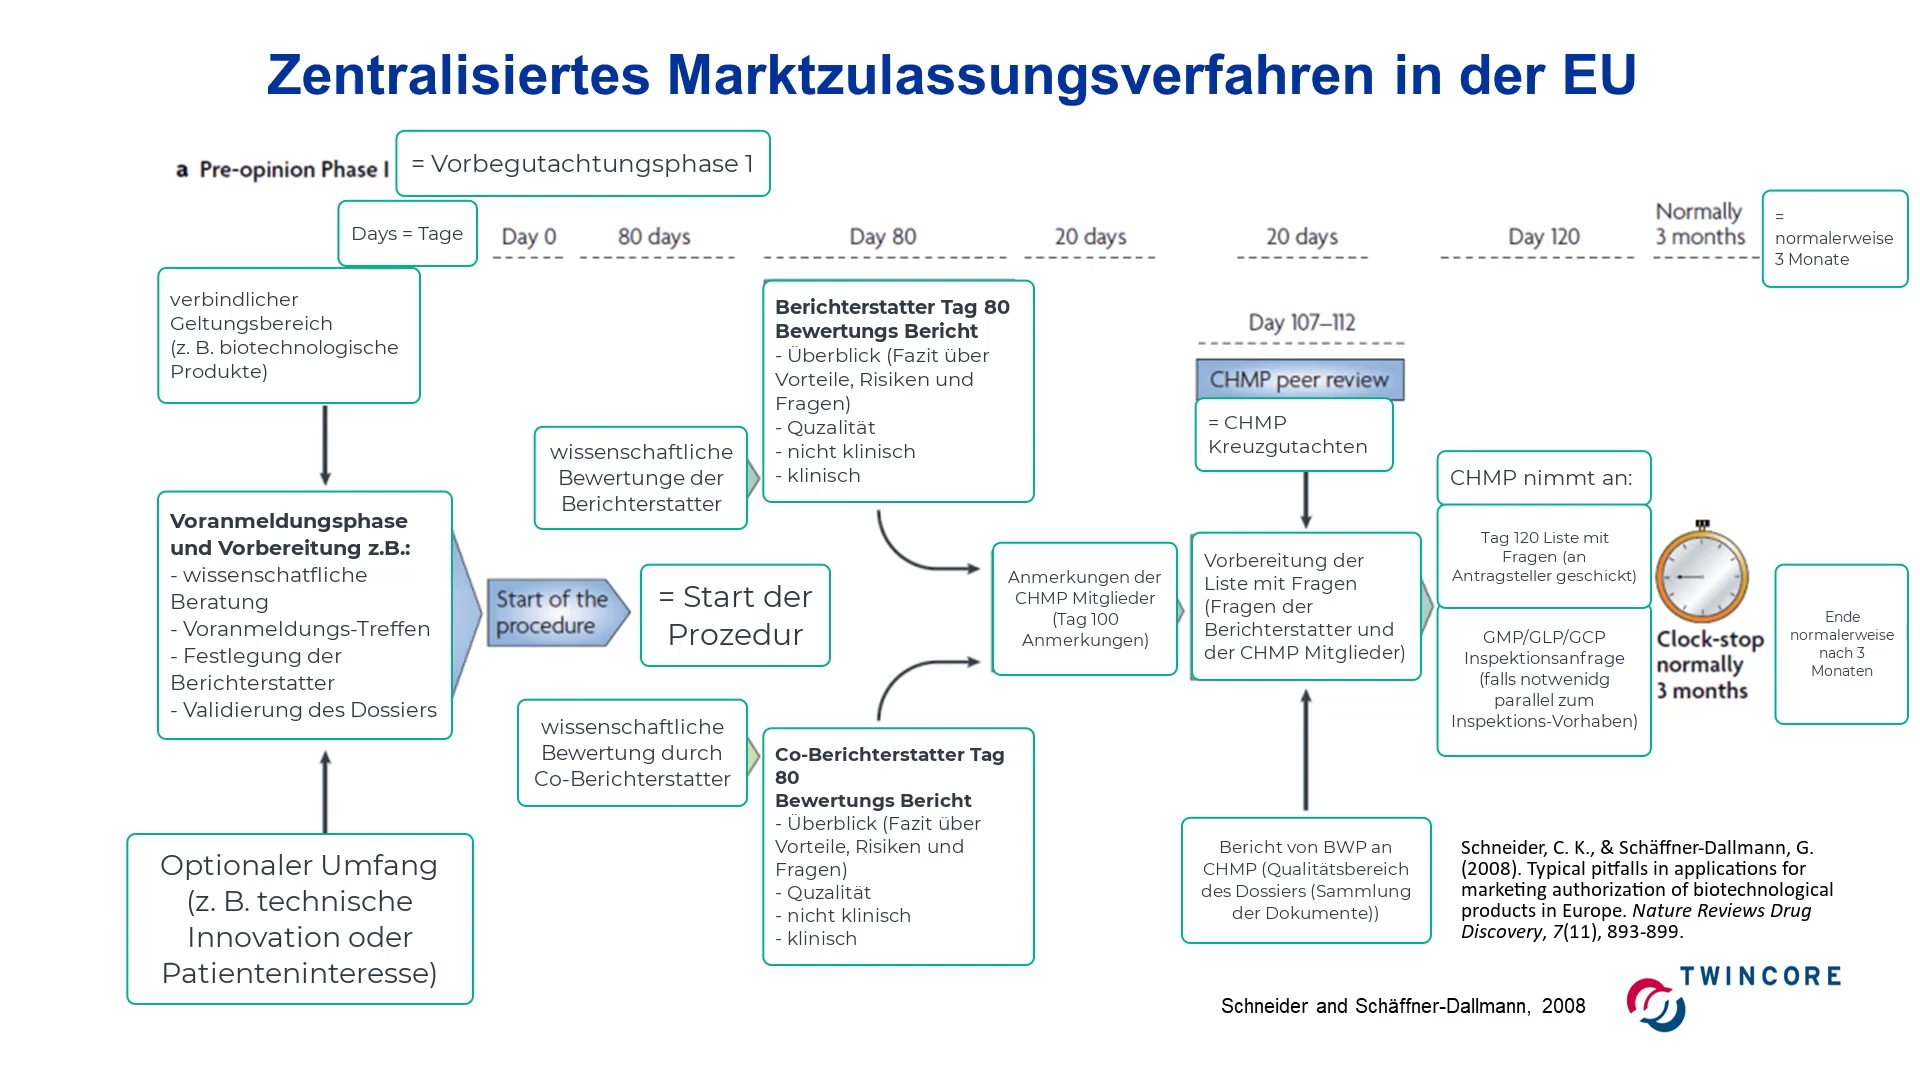 Zentralisiertes Marktzulassungsverfahren in der EU
a Pre-opinion Phase I
= Vorbegutachtungsphase 1
Days = Tage
Day 0
80 days
Day 80
20 days
20 days
Day 120
Normally
3 months
=
normalerweise
3 Monate
verbindlicher
Geltungsbereich
(z. B. biotechnologische
Produkte)
Voranmeldungsphase
und Vorbereitung z.B.:
- wissenschatfliche
Beratung
- Voranmeldungs-Treffen
- Festlegung der
Berichterstatter
- Validierung des Dossiers
Optionaler Umfang
(z. B. technische
Innovation oder
Patienteninteresse)
Start of the
procedure
= Start der
Prozedur
wissenschaftliche
Bewertunge der
Berichterstatter
wissenschaftliche
Bewertung durch
Co-Berichterstatter
Berichterstatter Tag 80
Bewertungs Bericht
- Überblick (Fazit über
Vorteile, Risiken und
Fragen)
- Quzalität
- nicht klinisch
- klinisch
Co-Berichterstatter Tag
80
Bewertungs Bericht
- Überblick (Fazit über
Vorteile, Risiken und
Fragen)
- Quzalität
- nicht klinisch
- klinisch
Anmerkungen der
CHMP Mitglieder
(Tag 100
Anmerkungen)
Day 107–112
CHMP peer review
= CHMP
Kreuzgutachten
Vorbereitung der
Liste mit Fragen
(Fragen der
Berichterstatter und
der CHMP Mitglieder)
Bericht von BWP an
CHMP (Qualitätsbereich
des Dossiers (Sammlung
der Dokumente))
CHMP nimmt an:
Tag 120 Liste mit
Fragen (an
Antragsteller geschickt)
GMP/GLP/GCP
Inspektionsanfrage
(falls notwenidg
parallel zum
Inspektions-Vorhaben)
Clock-stop
normally
3 months
Ende
normalerweise
nach 3
Monaten
Schneider, C. K., & Schäffner-Dallmann, G.
(2008). Typical pitfalls in applications for
marketing authorization of biotechnological
products in Europe. Nature Reviews Drug
Discovery, 7(11), 893-899.
Schneider and Schäffner-Dallmann, 2008
TWINCORE